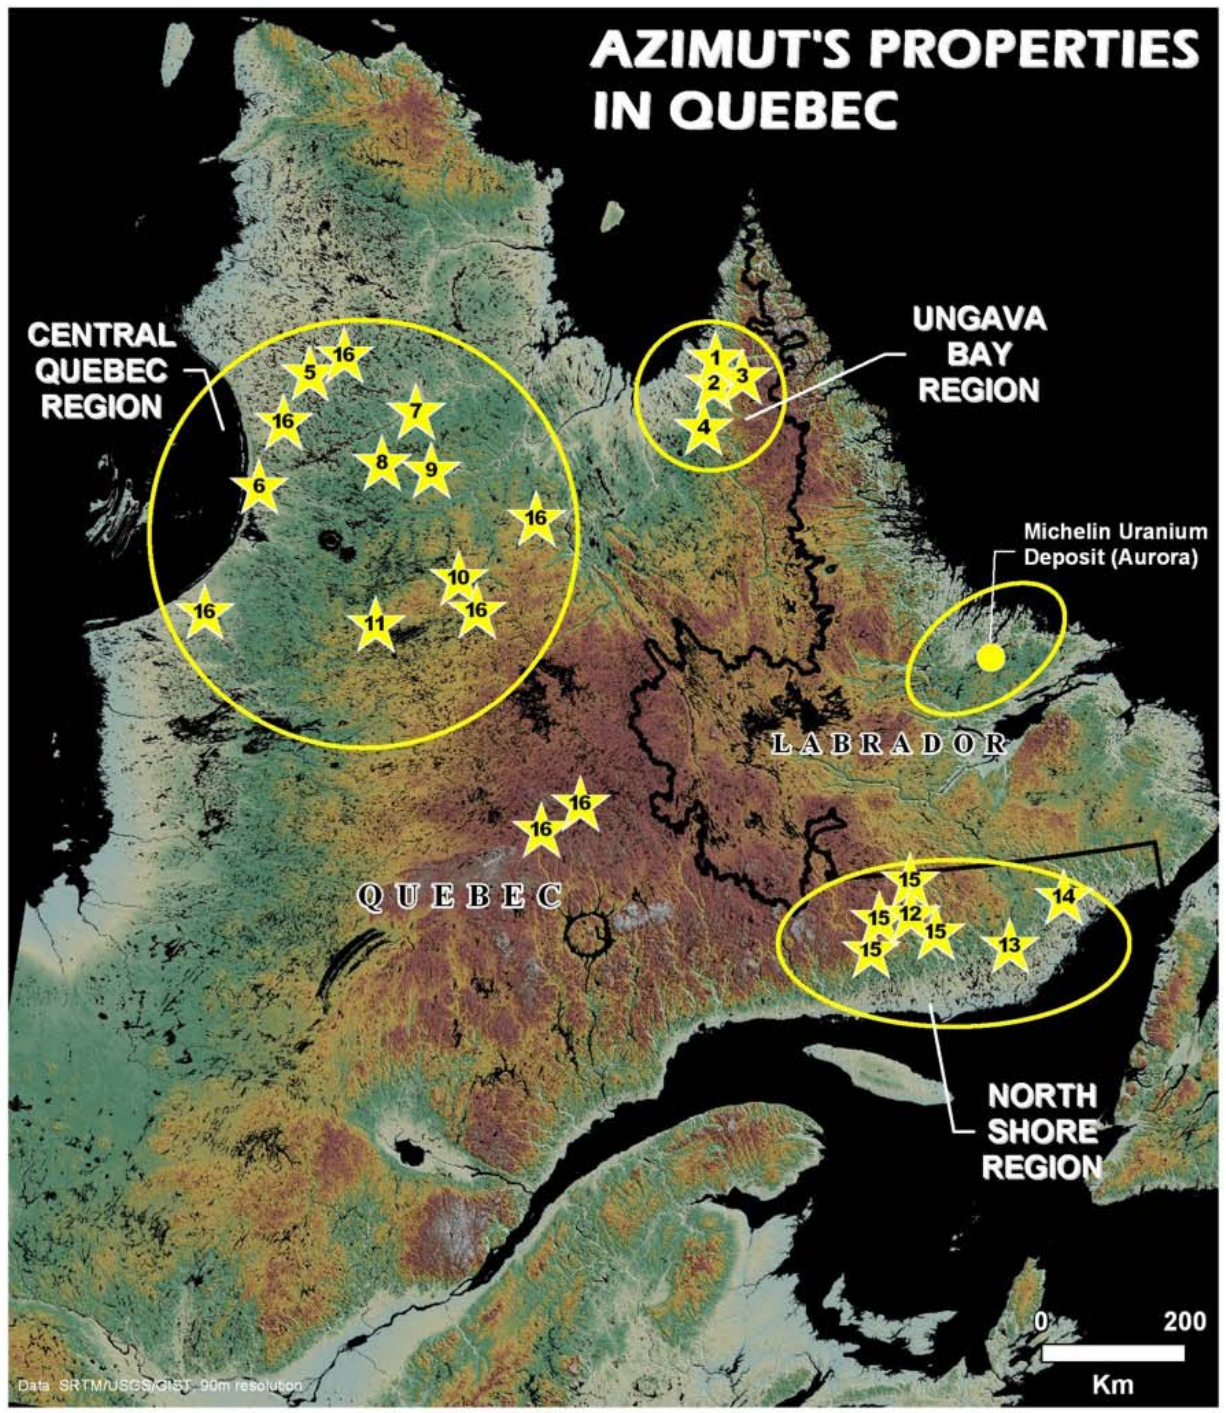 AZIMUT'S PROPERTIES
IN QUEBEC
CENTRAL
QUEBEC
REGION
UNGAVA
BAY
REGION
16
5
16
7
8
9
6
16
10
16
11
16
1
2
3
4
Michelin Uranium
Deposit (Aurora)
LABRADOR
16
16
QUEBEC
15
14
15
12
15
15
13
NORTH
SHORE
REGION
0 200
Km
Data: SRTM/USGS/GIST, 90m resolution